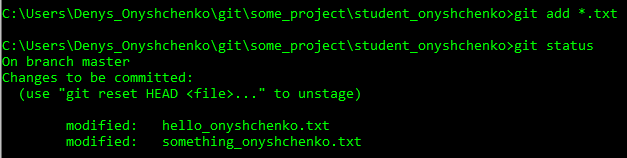 C:\Users\Denys_Onyshchenko\git\some_project\student_onyshchenko>git add *.txt
C:\Users\Denys_Onyshchenko\git\some_project\student_onyshchenko>git status
On branch master
Changes to be committed:
  (use "git reset HEAD <file>..." to unstage)
        modified:   hello_onyshchenko.txt
        modified:   something_onyshchenko.txt